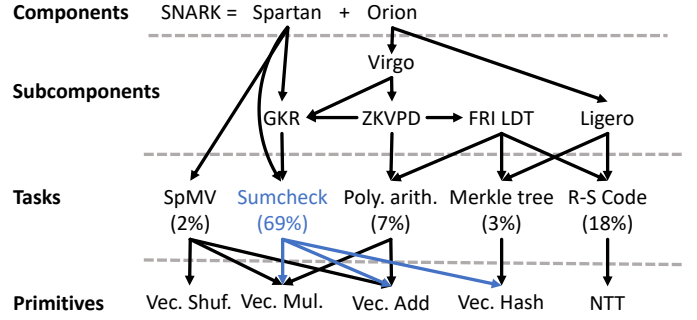 Components SNARK = Spartan + Orion
Virgo
Subcomponents
GKR ZKVPD FRI LDT Ligero
Tasks SpMV Sumcheck Poly. arith. Merkle tree R-S Code
(2%) (69%) (7%) (3%) (18%)
Primitives Vec. Shuf. Vec. Mul. Vec. Add Vec. Hash NTT